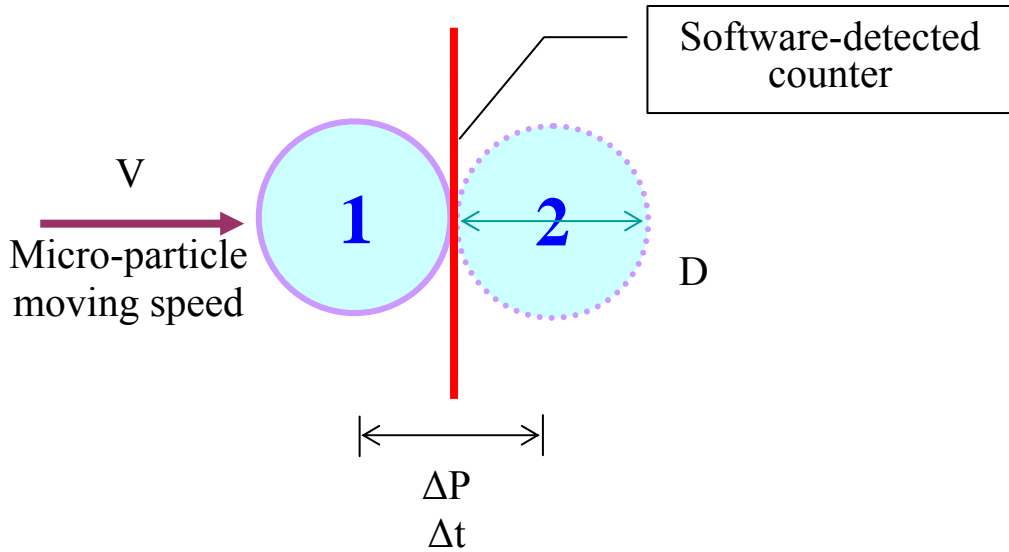 Software-detected
counter
V
1
2
Micro-particle
moving speed
D
ΔP
Δt